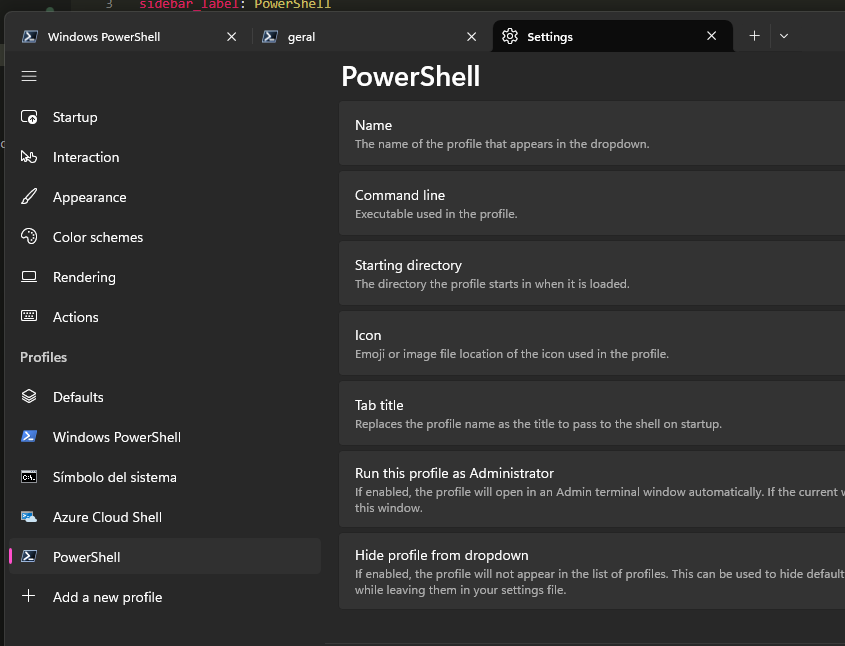 3 sidebar_label: PowerShell
Windows PowerShell
geral
Settings
PowerShell
Startup
Interaction
Appearance
Color schemes
Rendering
Actions
Profiles
Defaults
Windows PowerShell
Símbolo del sistema
Azure Cloud Shell
PowerShell
Add a new profile
Name
The name of the profile that appears in the dropdown.
Command line
Executable used in the profile.
Starting directory
The directory the profile starts in when it is loaded.
Icon
Emoji or image file location of the icon used in the profile.
Tab title
Replaces the profile name as the title to pass to the shell on startup.
Run this profile as Administrator
If enabled, the profile will open in an Admin terminal window automatically. If the current
this window.
Hide profile from dropdown
If enabled, the profile will not appear in the list of profiles. This can be used to hide default
while leaving them in your settings file.